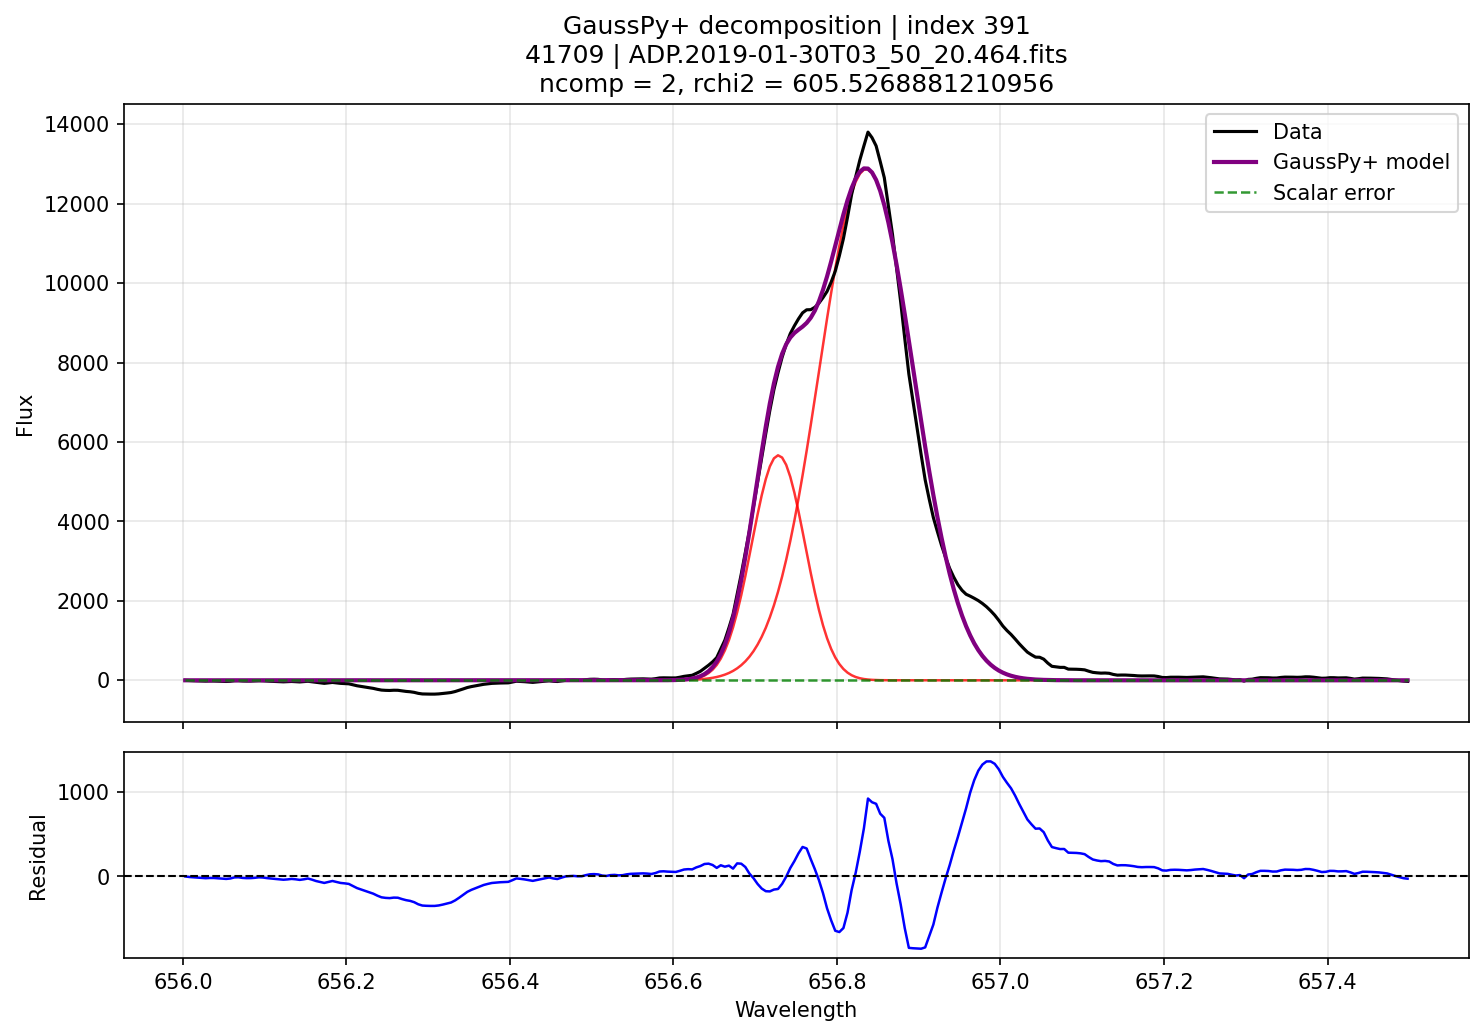 GaussPy+ decomposition | index 391
41709 | ADP.2019-01-30T03_50_20.464.fits
ncomp = 2, rchi2 = 605.5268881210956
Data
GaussPy+ model
Scalar error
14000
12000
10000
8000
6000
4000
2000
0
Flux
1000
0
Residual
656.0 656.2 656.4 656.6 656.8 657.0 657.2 657.4
Wavelength